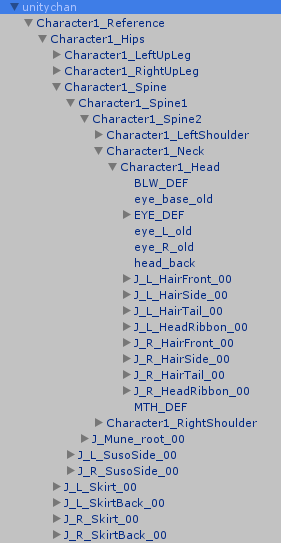 unitychan
Character1_Reference
Character1_Hips
Character1_LeftUpLeg
Character1_RightUpLeg
Character1_Spine
Character1_Spine1
Character1_Spine2
Character1_LeftShoulder
Character1_Neck
Character1_Head
BLW_DEF
eye_base_old
EYE_DEF
eye_L_old
eye_R_old
head_back
J_L_HairFront_00
J_L_HairSide_00
J_L_HairTail_00
J_L_HeadRibbon_00
J_R_HairFront_00
J_R_HairSide_00
J_R_HairTail_00
J_R_HeadRibbon_00
MTH_DEF
Character1_RightShoulder
J_Mune_root_00
J_L_SusoSide_00
J_R_SusoSide_00
J_L_Skirt_00
J_L_SkirtBack_00
J_R_Skirt_00
J_R_SkirtBack_00